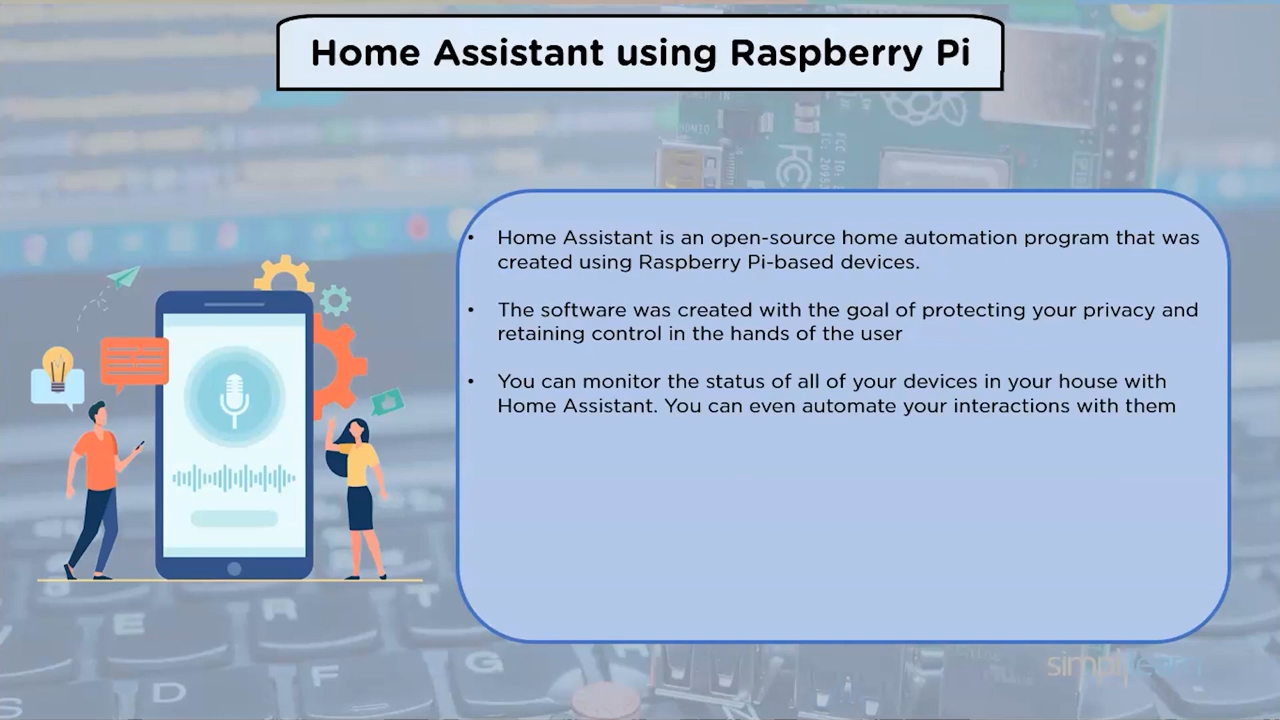 Home Assistant using Raspberry Pi
• Home Assistant is an open-source home automation program that was
created using Raspberry Pi-based devices.
• The software was created with the goal of protecting your privacy and
retaining control in the hands of the user
• You can monitor the status of all of your devices in your house with
Home Assistant. You can even automate your interactions with them
HDMI0
FC
E
R
T
G
D
F
simplilearn